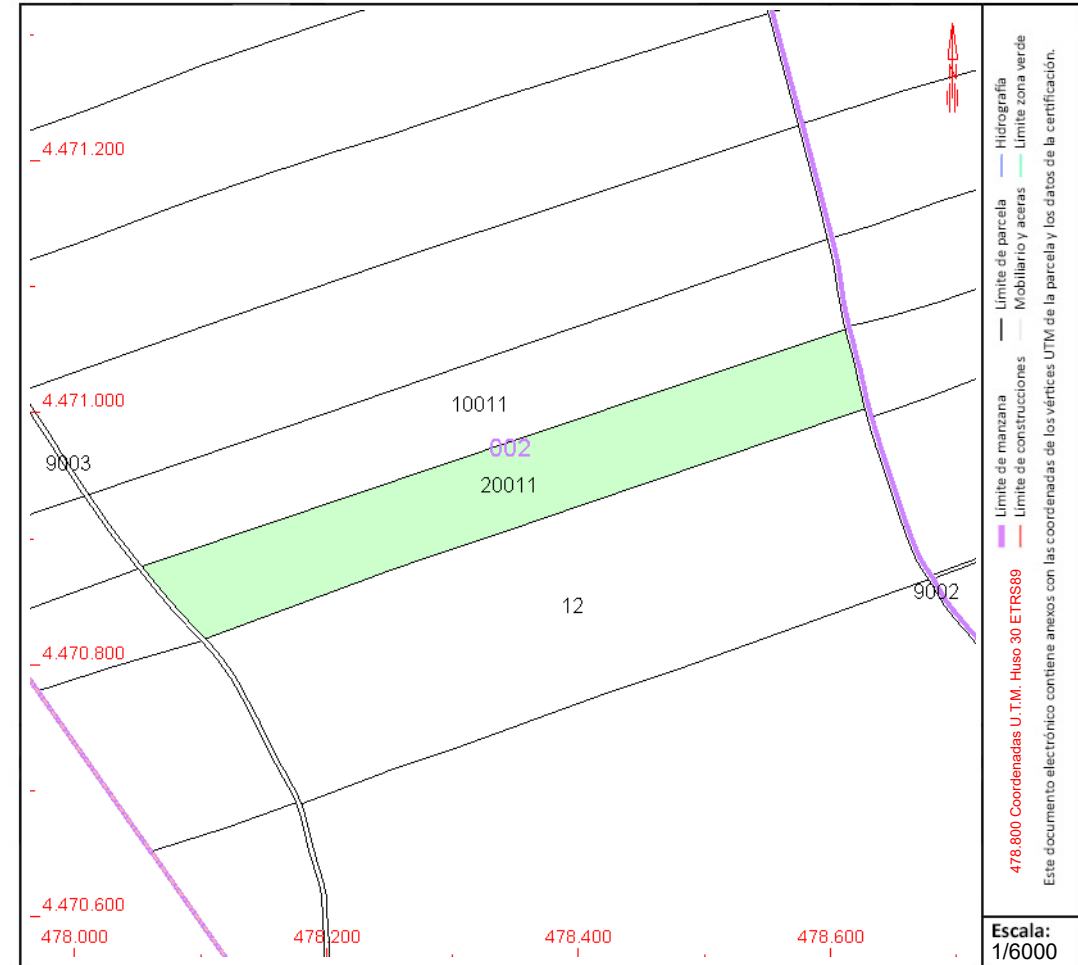 4.471.200
4.471.000
10011
002
9003
20011
9002
12
4.470.800
4.470.600
478.000
478.200
478.400
478.600
N
Límite de manzana
Límite de parcela
Hidrografía
Límite de construcciones
Mobiliario y aceras
Límite zona verde
478.800 Coordenadas U.T.M. Huso 30 ETRS89
Este documento electrónico contiene anexos con las coordenadas de los vértices UTM de la parcela y los datos de la certificación.
Escala:
1/6000